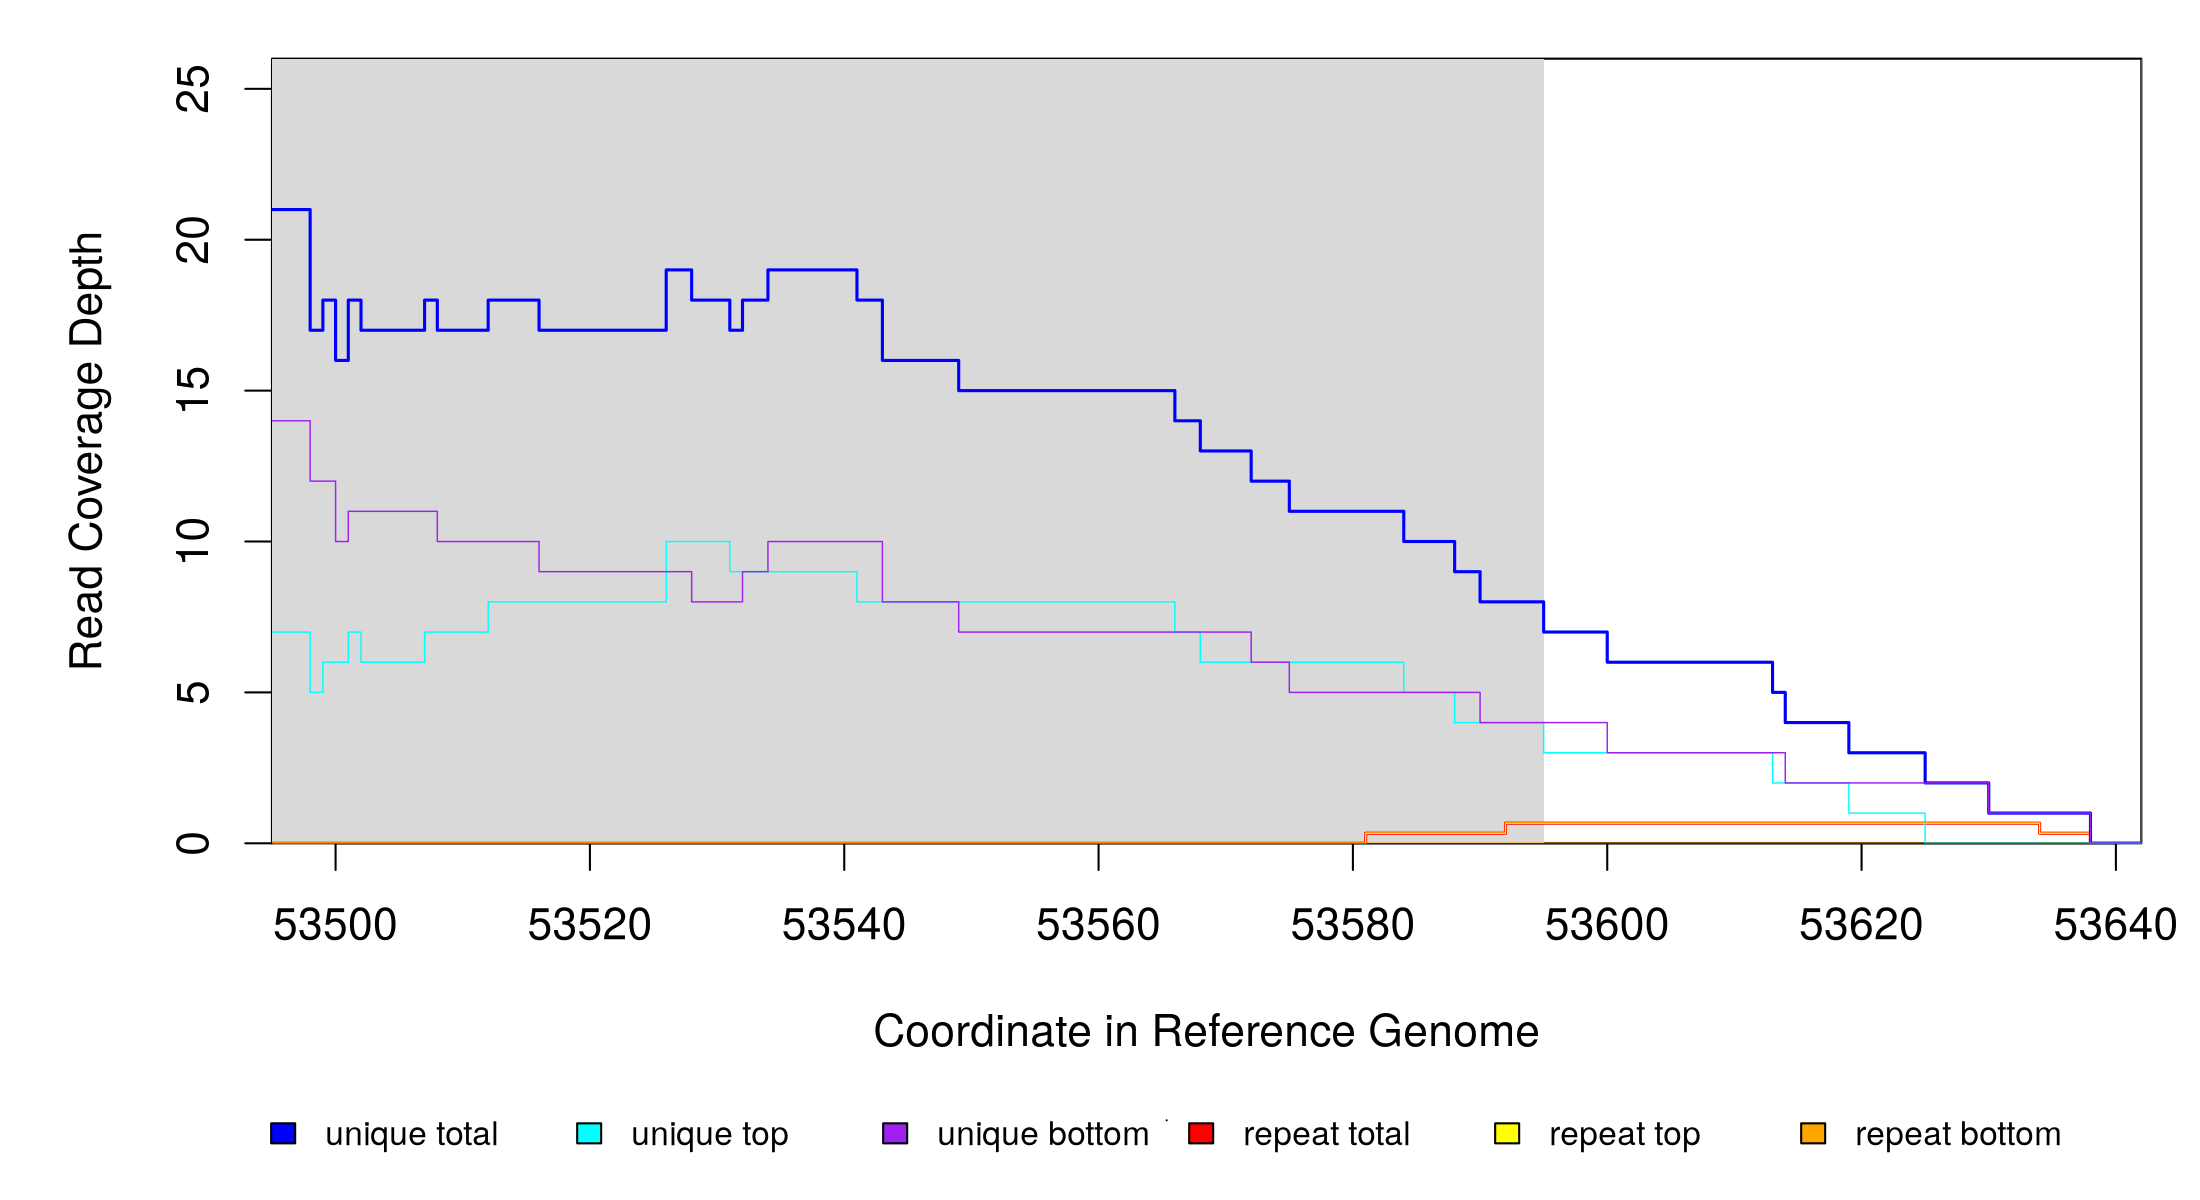 25
20
15
10
5
0
Read Coverage Depth
53500 53520 53540 53560 53580 53600 53620 53640
Coordinate in Reference Genome
unique total unique top unique bottom repeat total repeat top repeat bottom